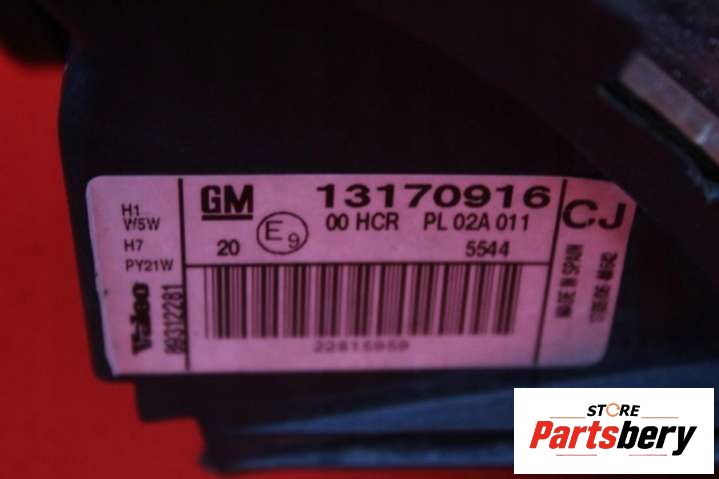 H1
W5W
H7
PY21W
Valeo
89312281
GM 13170916
00 HCR PL 02A 011
20 E9 5544
22815959
CJ
MADE IN SPAIN
STORE
Partsbery